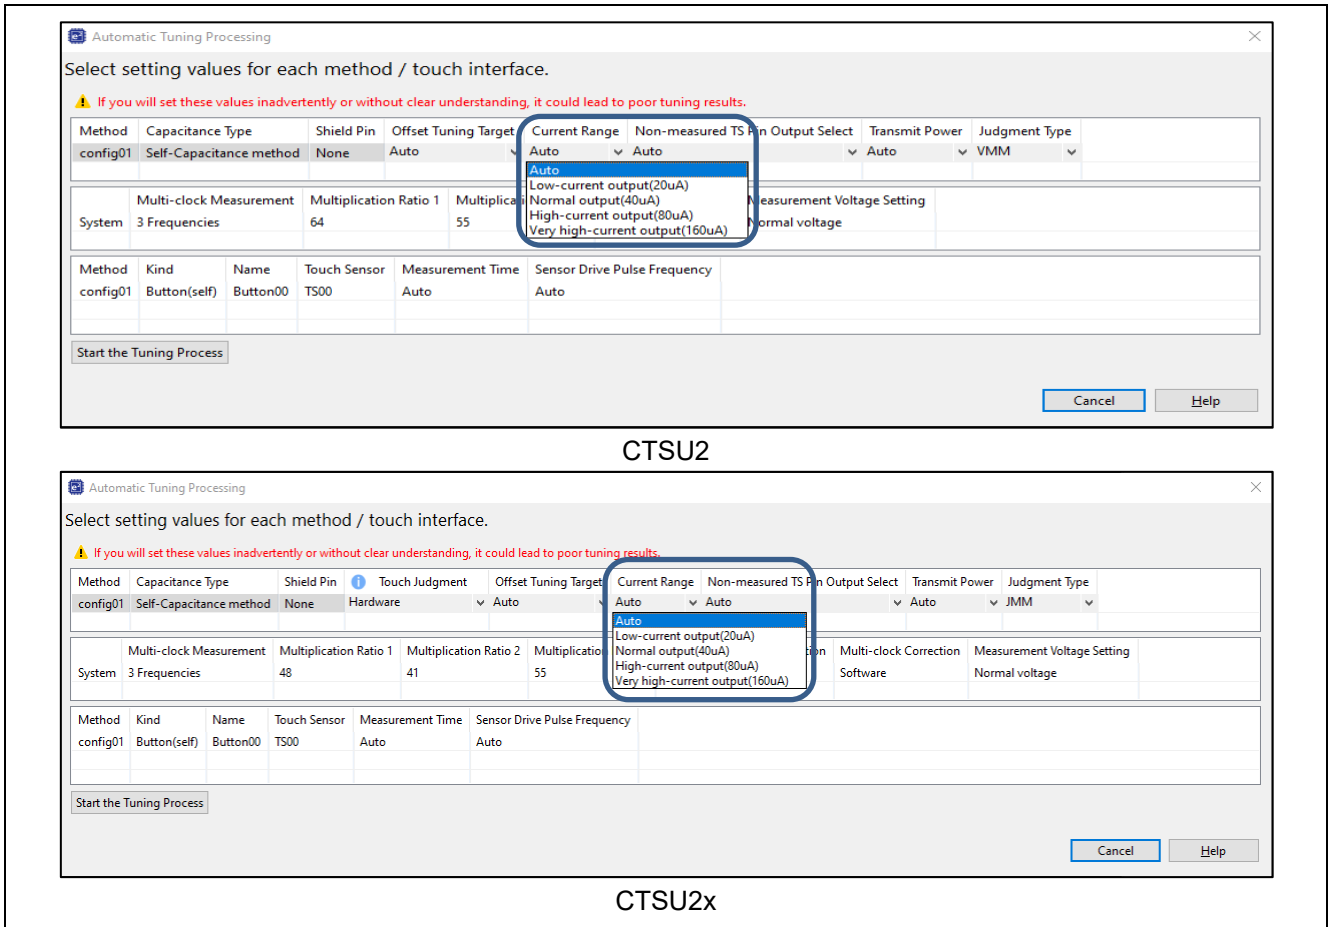 Automatic Tuning Processing
Select setting values for each method / touch interface.
If you will set these values inadvertently or without clear understanding, it could lead to poor tuning results.
Method Capacitance Type Shield Pin Offset Tuning Target Current Range Non-measured TS Pin Output Select Transmit Power Judgment Type
config01 Self-Capacitance method None Auto Auto Auto Auto VMM
Auto
Low-current output(20uA)
Normal output(40uA)
High-current output(80uA)
Very high-current output(160uA)
Multi-clock Measurement Multiplication Ratio 1 Measurement Voltage Setting
System 3 Frequencies 64 55 Normal voltage
Method Kind Name Touch Sensor Measurement Time Sensor Drive Pulse Frequency
config01 Button(self) Button00 TS00 Auto Auto
Start the Tuning Process
Cancel Help
CTSU2
Automatic Tuning Processing
Select setting values for each method / touch interface.
If you will set these values inadvertently or without clear understanding, it could lead to poor tuning results.
Method Capacitance Type Shield Pin Touch Judgment Offset Tuning Target Current Range Non-measured TS Pin Output Select Transmit Power Judgment Type
config01 Self-Capacitance method None Hardware Auto Auto Auto Auto JMM
Auto
Low-current output(20uA)
Normal output(40uA)
High-current output(80uA)
Very high-current output(160uA)
Multi-clock Measurement Multiplication Ratio 1 Multiplication Ratio 2 Multiplication Multi-clock Correction Measurement Voltage Setting
System 3 Frequencies 48 41 55 Software Normal voltage
Method Kind Name Touch Sensor Measurement Time Sensor Drive Pulse Frequency
config01 Button(self) Button00 TS00 Auto Auto
Start the Tuning Process
Cancel Help
CTSU2x